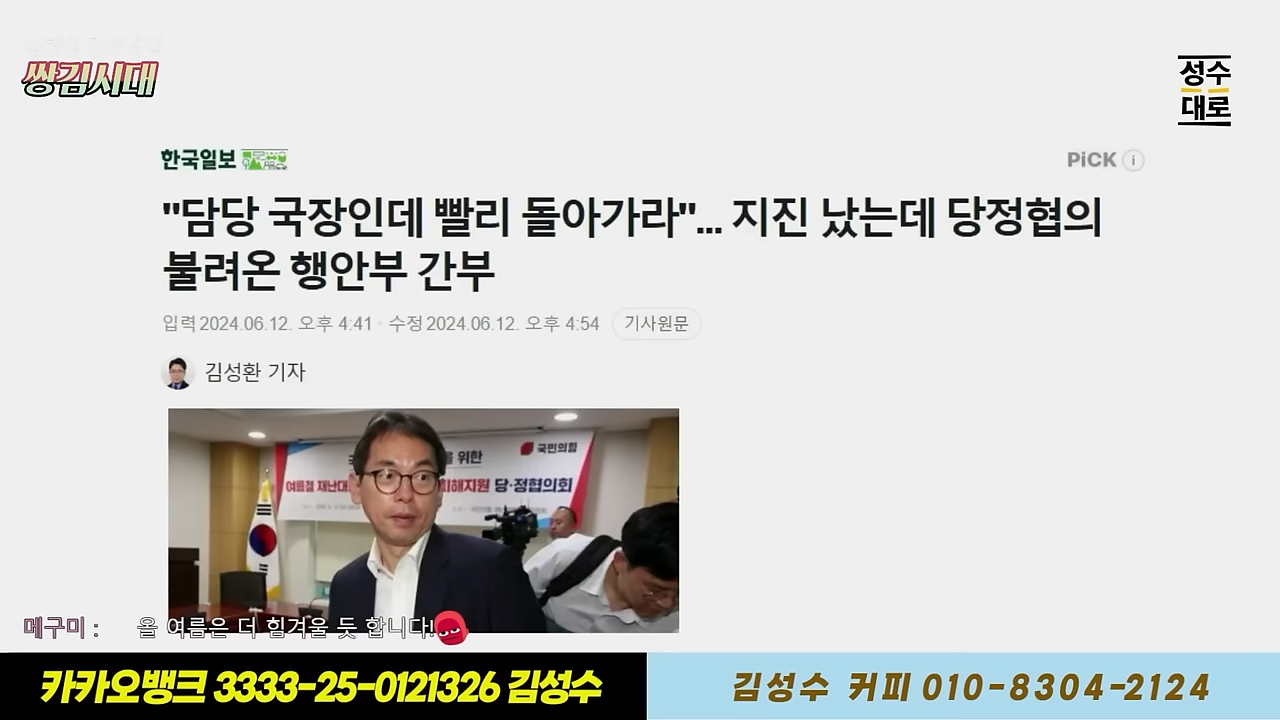 쌍김시대
성수
대로
한국일보
PiCK i
"담당 국장인데 빨리 돌아가라"... 지진 났는데 당정협의
불려온 행안부 간부
입력 2024.06.12. 오후 4:41 · 수정 2024.06.12. 오후 4:54 기사원문
김성환 기자
위한 국민의힘
여름철 재난대 해지원 당·정협의회
메구미 : 올 여름은 더 힘겨울 듯 합니다!
카카오뱅크 3333-25-0121326 김성수
김성수 커피 010-8304-2124